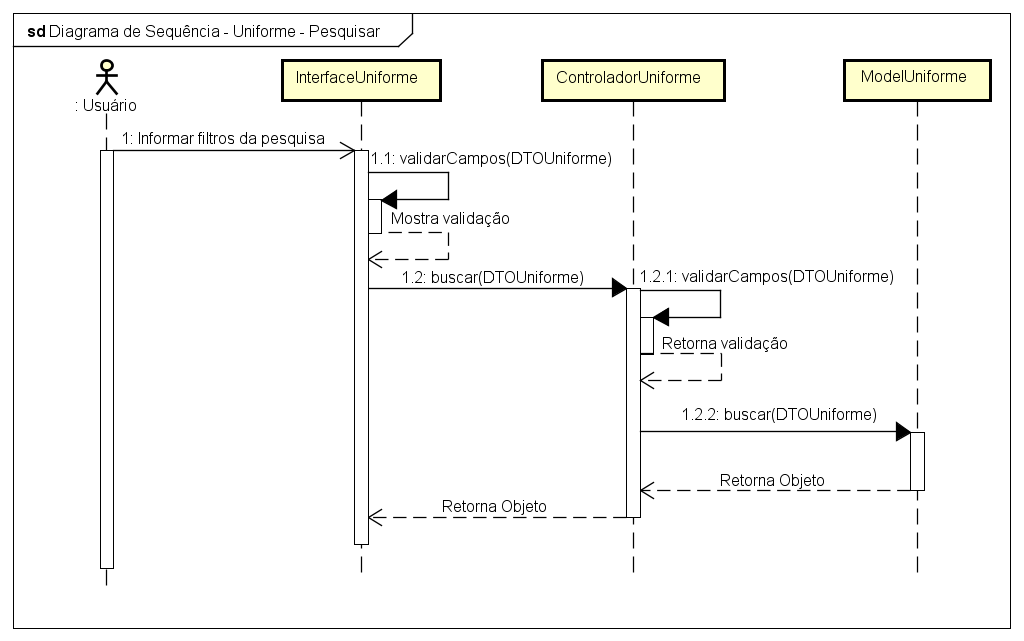 sd Diagrama de Sequência - Uniforme - Pesquisar
: Usuário
InterfaceUniforme
ControladorUniforme
ModelUniforme
1: Informar filtros da pesquisa
1.1: validarCampos(DTOUniforme)
Mostra validação
1.2: buscar(DTOUniforme)
1.2.1: validarCampos(DTOUniforme)
Retorna validação
1.2.2: buscar(DTOUniforme)
Retorna Objeto
Retorna Objeto